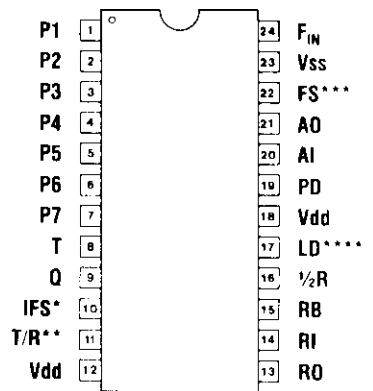 P1 1 24 F_IN
P2 2 23 Vss
P3 3 22 FS***
P4 4 21 AO
P5 5 20 AI
P6 6 19 PD
P7 7 18 Vdd
T 8 17 LD****
Q 9 16 ½R
IFS* 10 15 RB
T/R** 11 14 RI
Vdd 12 13 RO